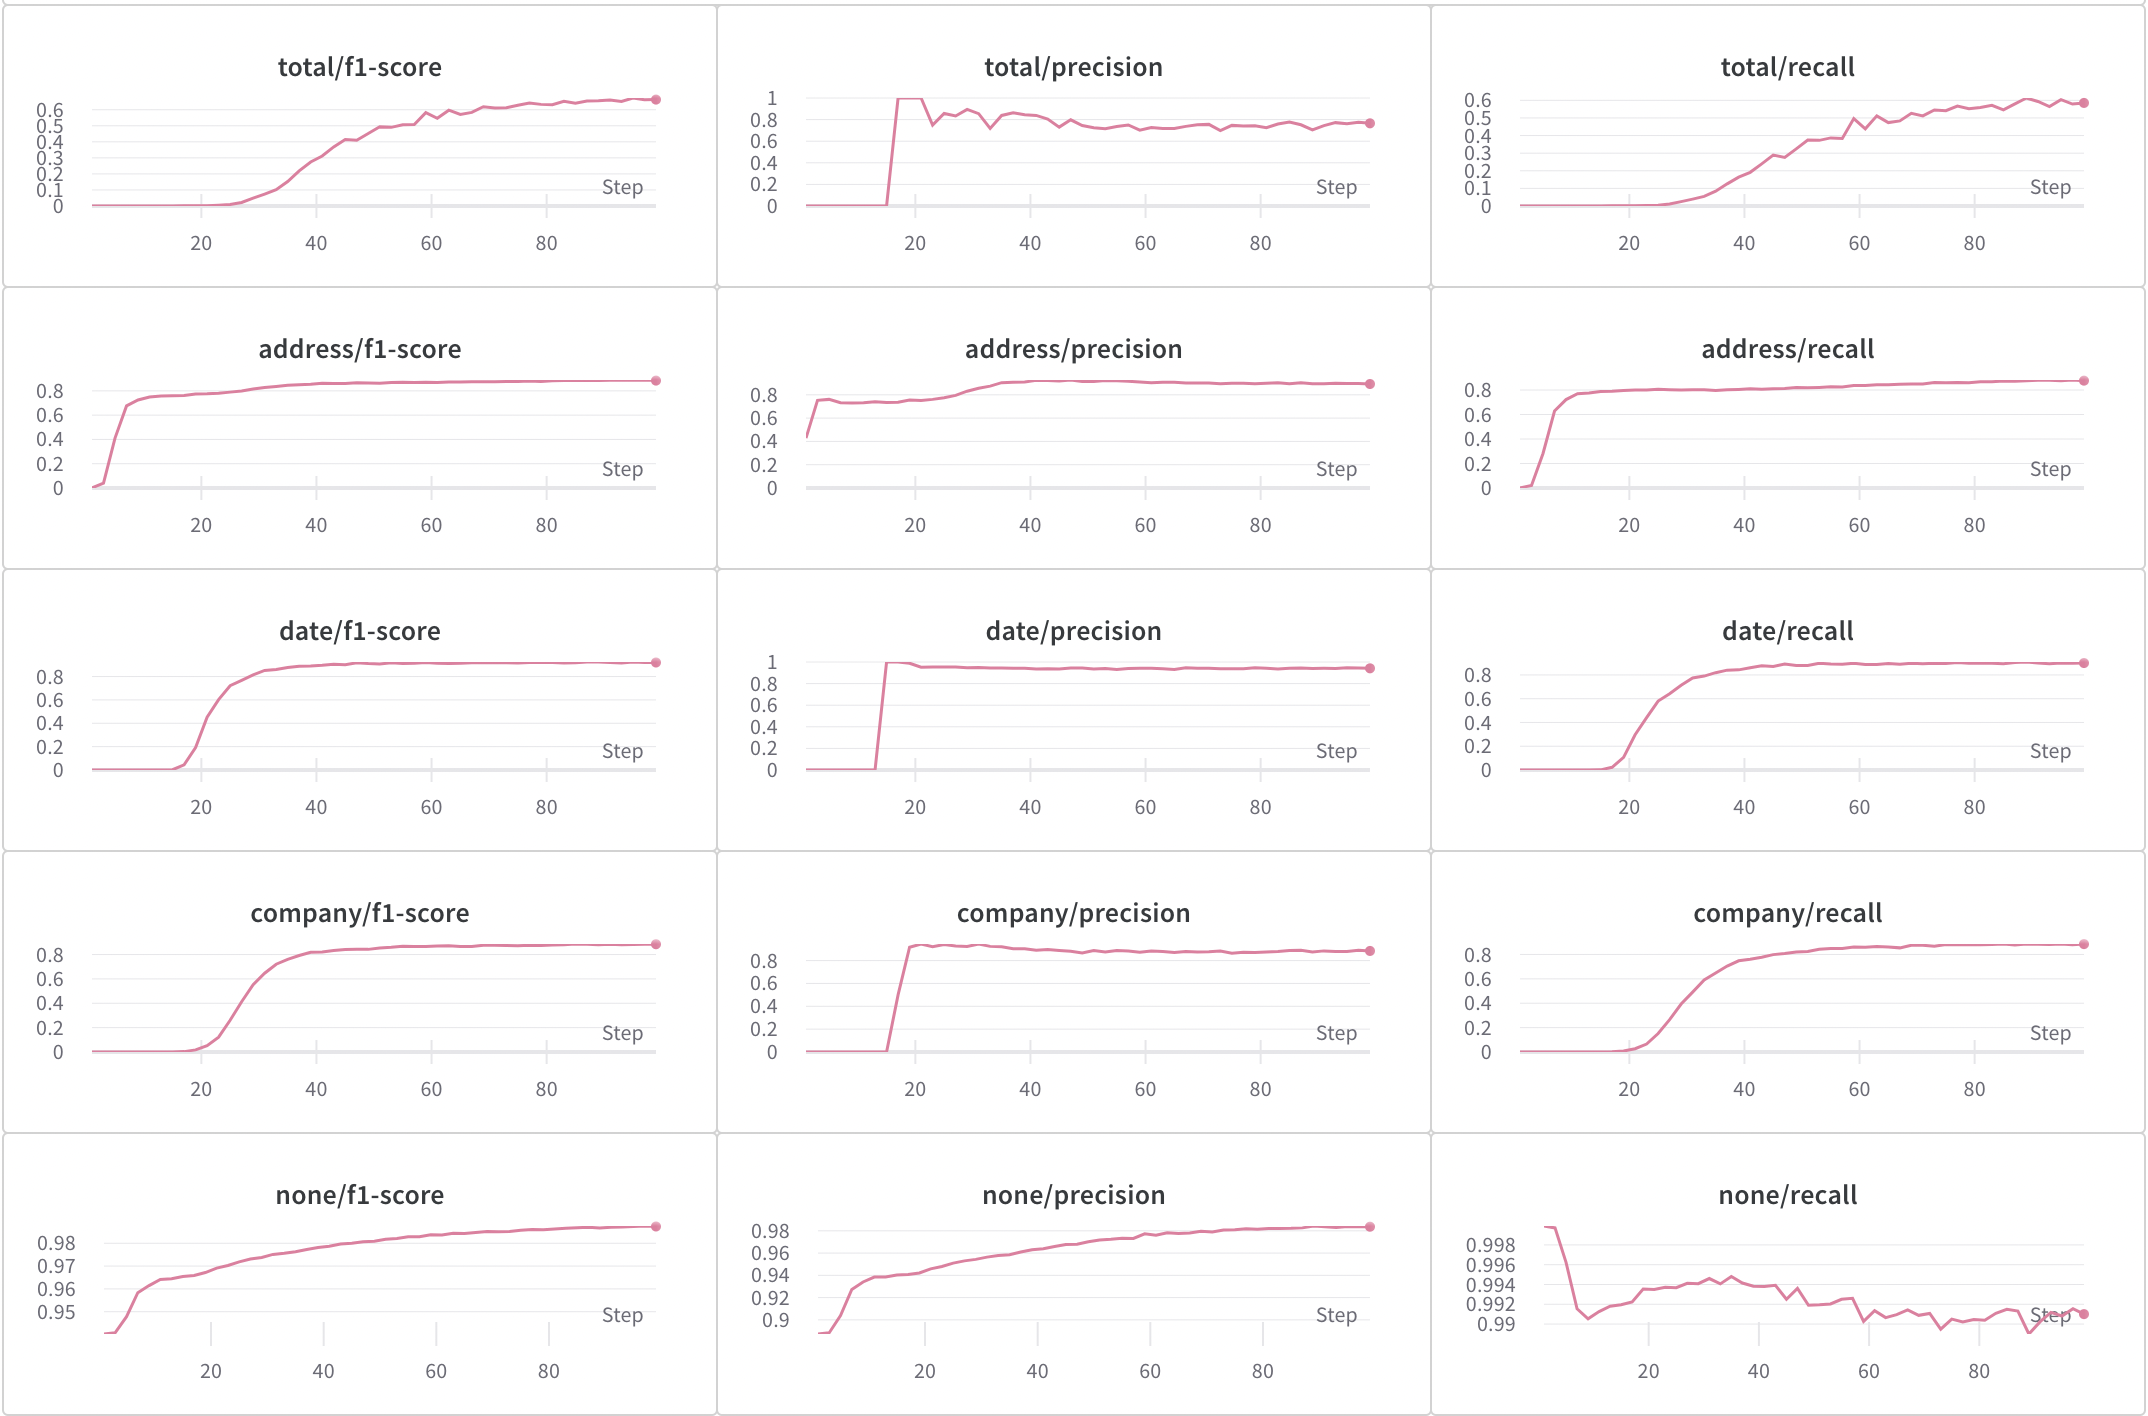 total/f1-score
0.6
0.5
0.4
0.3
0.2
0.1
0
Step
20 40 60 80
total/precision
1
0.8
0.6
0.4
0.2
0
Step
20 40 60 80
total/recall
0.6
0.5
0.4
0.3
0.2
0.1
0
Step
20 40 60 80
address/f1-score
0.8
0.6
0.4
0.2
0
Step
20 40 60 80
address/precision
0.8
0.6
0.4
0.2
0
Step
20 40 60 80
address/recall
0.8
0.6
0.4
0.2
0
Step
20 40 60 80
date/f1-score
0.8
0.6
0.4
0.2
0
Step
20 40 60 80
date/precision
1
0.8
0.6
0.4
0.2
0
Step
20 40 60 80
date/recall
0.8
0.6
0.4
0.2
0
Step
20 40 60 80
company/f1-score
0.8
0.6
0.4
0.2
0
Step
20 40 60 80
company/precision
0.8
0.6
0.4
0.2
0
Step
20 40 60 80
company/recall
0.8
0.6
0.4
0.2
0
Step
20 40 60 80
none/f1-score
0.98
0.97
0.96
0.95
Step
20 40 60 80
none/precision
0.98
0.96
0.94
0.92
0.9
Step
20 40 60 80
none/recall
0.998
0.996
0.994
0.992
0.99
Step
20 40 60 80